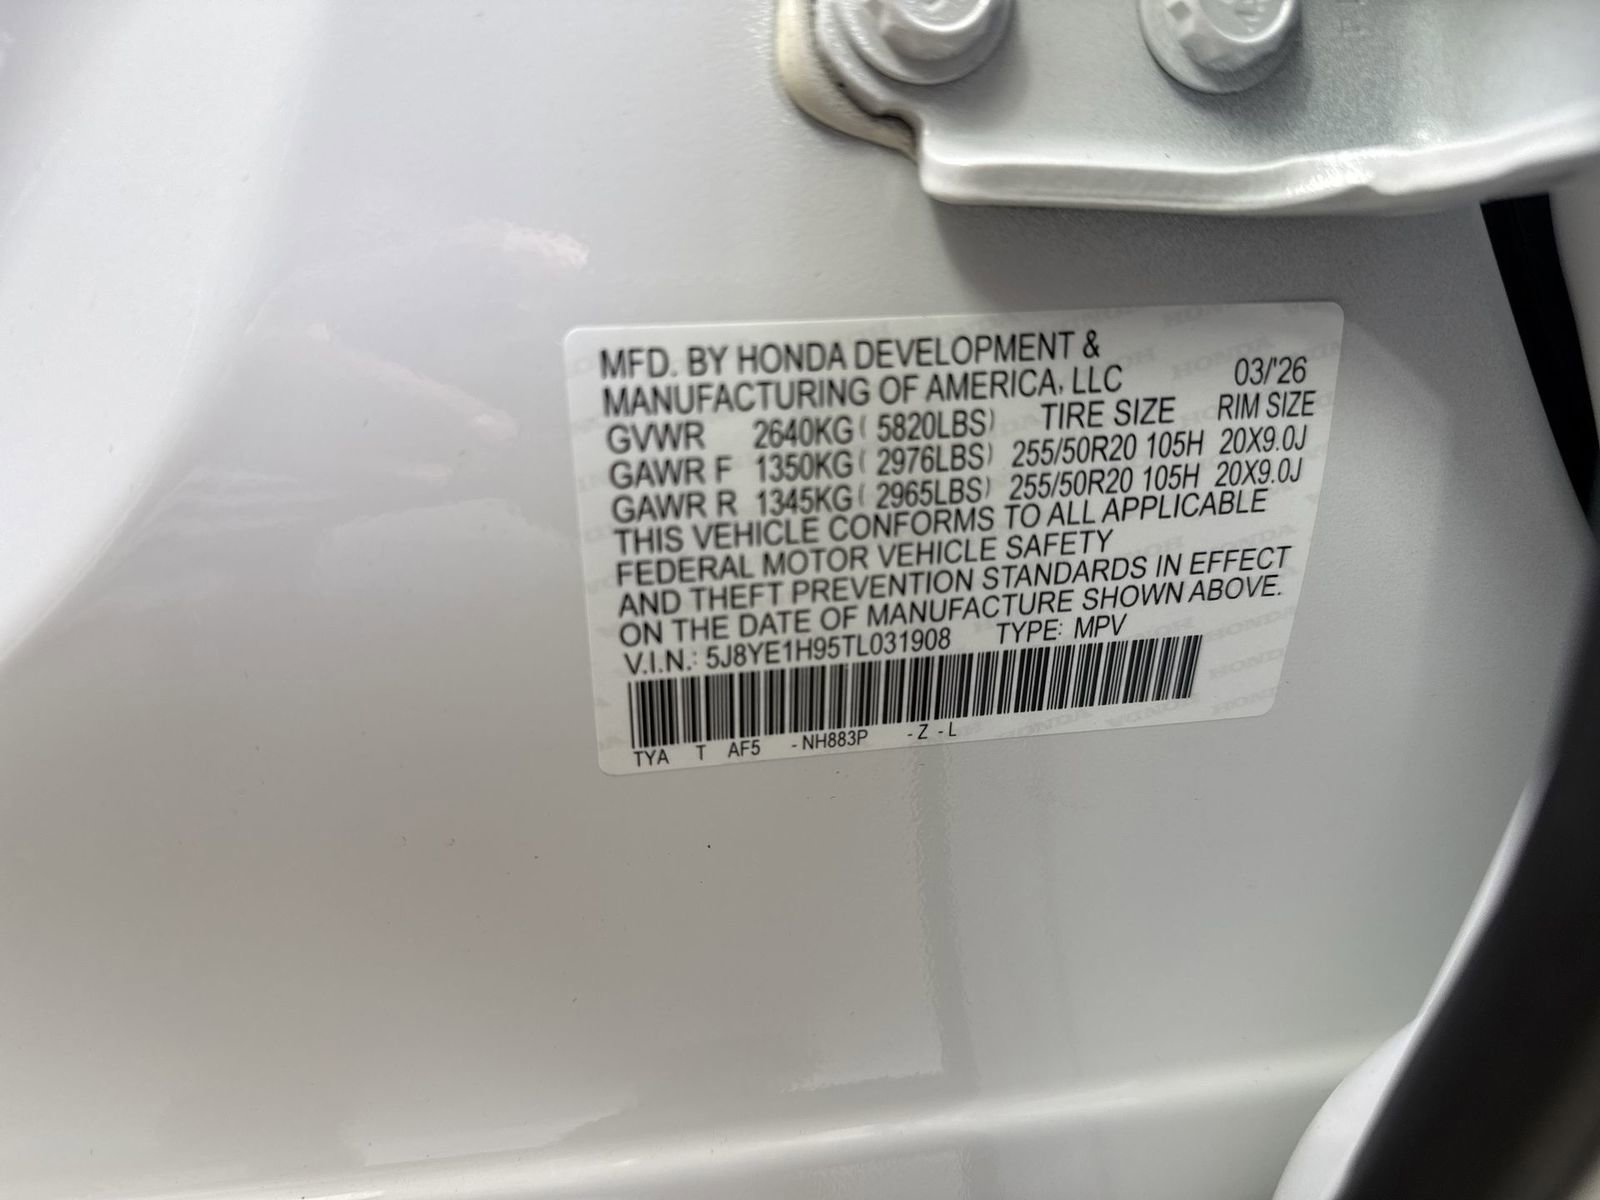 MFD. BY HONDA DEVELOPMENT &
MANUFACTURING OF AMERICA, LLC 03/'26
GVWR 2640KG ( 5820LBS) TIRE SIZE RIM SIZE
GAWR F 1350KG ( 2976LBS) 255/50R20 105H 20X9.0J
GAWR R 1345KG ( 2965LBS) 255/50R20 105H 20X9.0J
THIS VEHICLE CONFORMS TO ALL APPLICABLE
FEDERAL MOTOR VEHICLE SAFETY
AND THEFT PREVENTION STANDARDS IN EFFECT
ON THE DATE OF MANUFACTURE SHOWN ABOVE.
V.I.N.: 5J8YE1H95TL031908 TYPE: MPV
TYA T AF5 -NH883P -Z -L